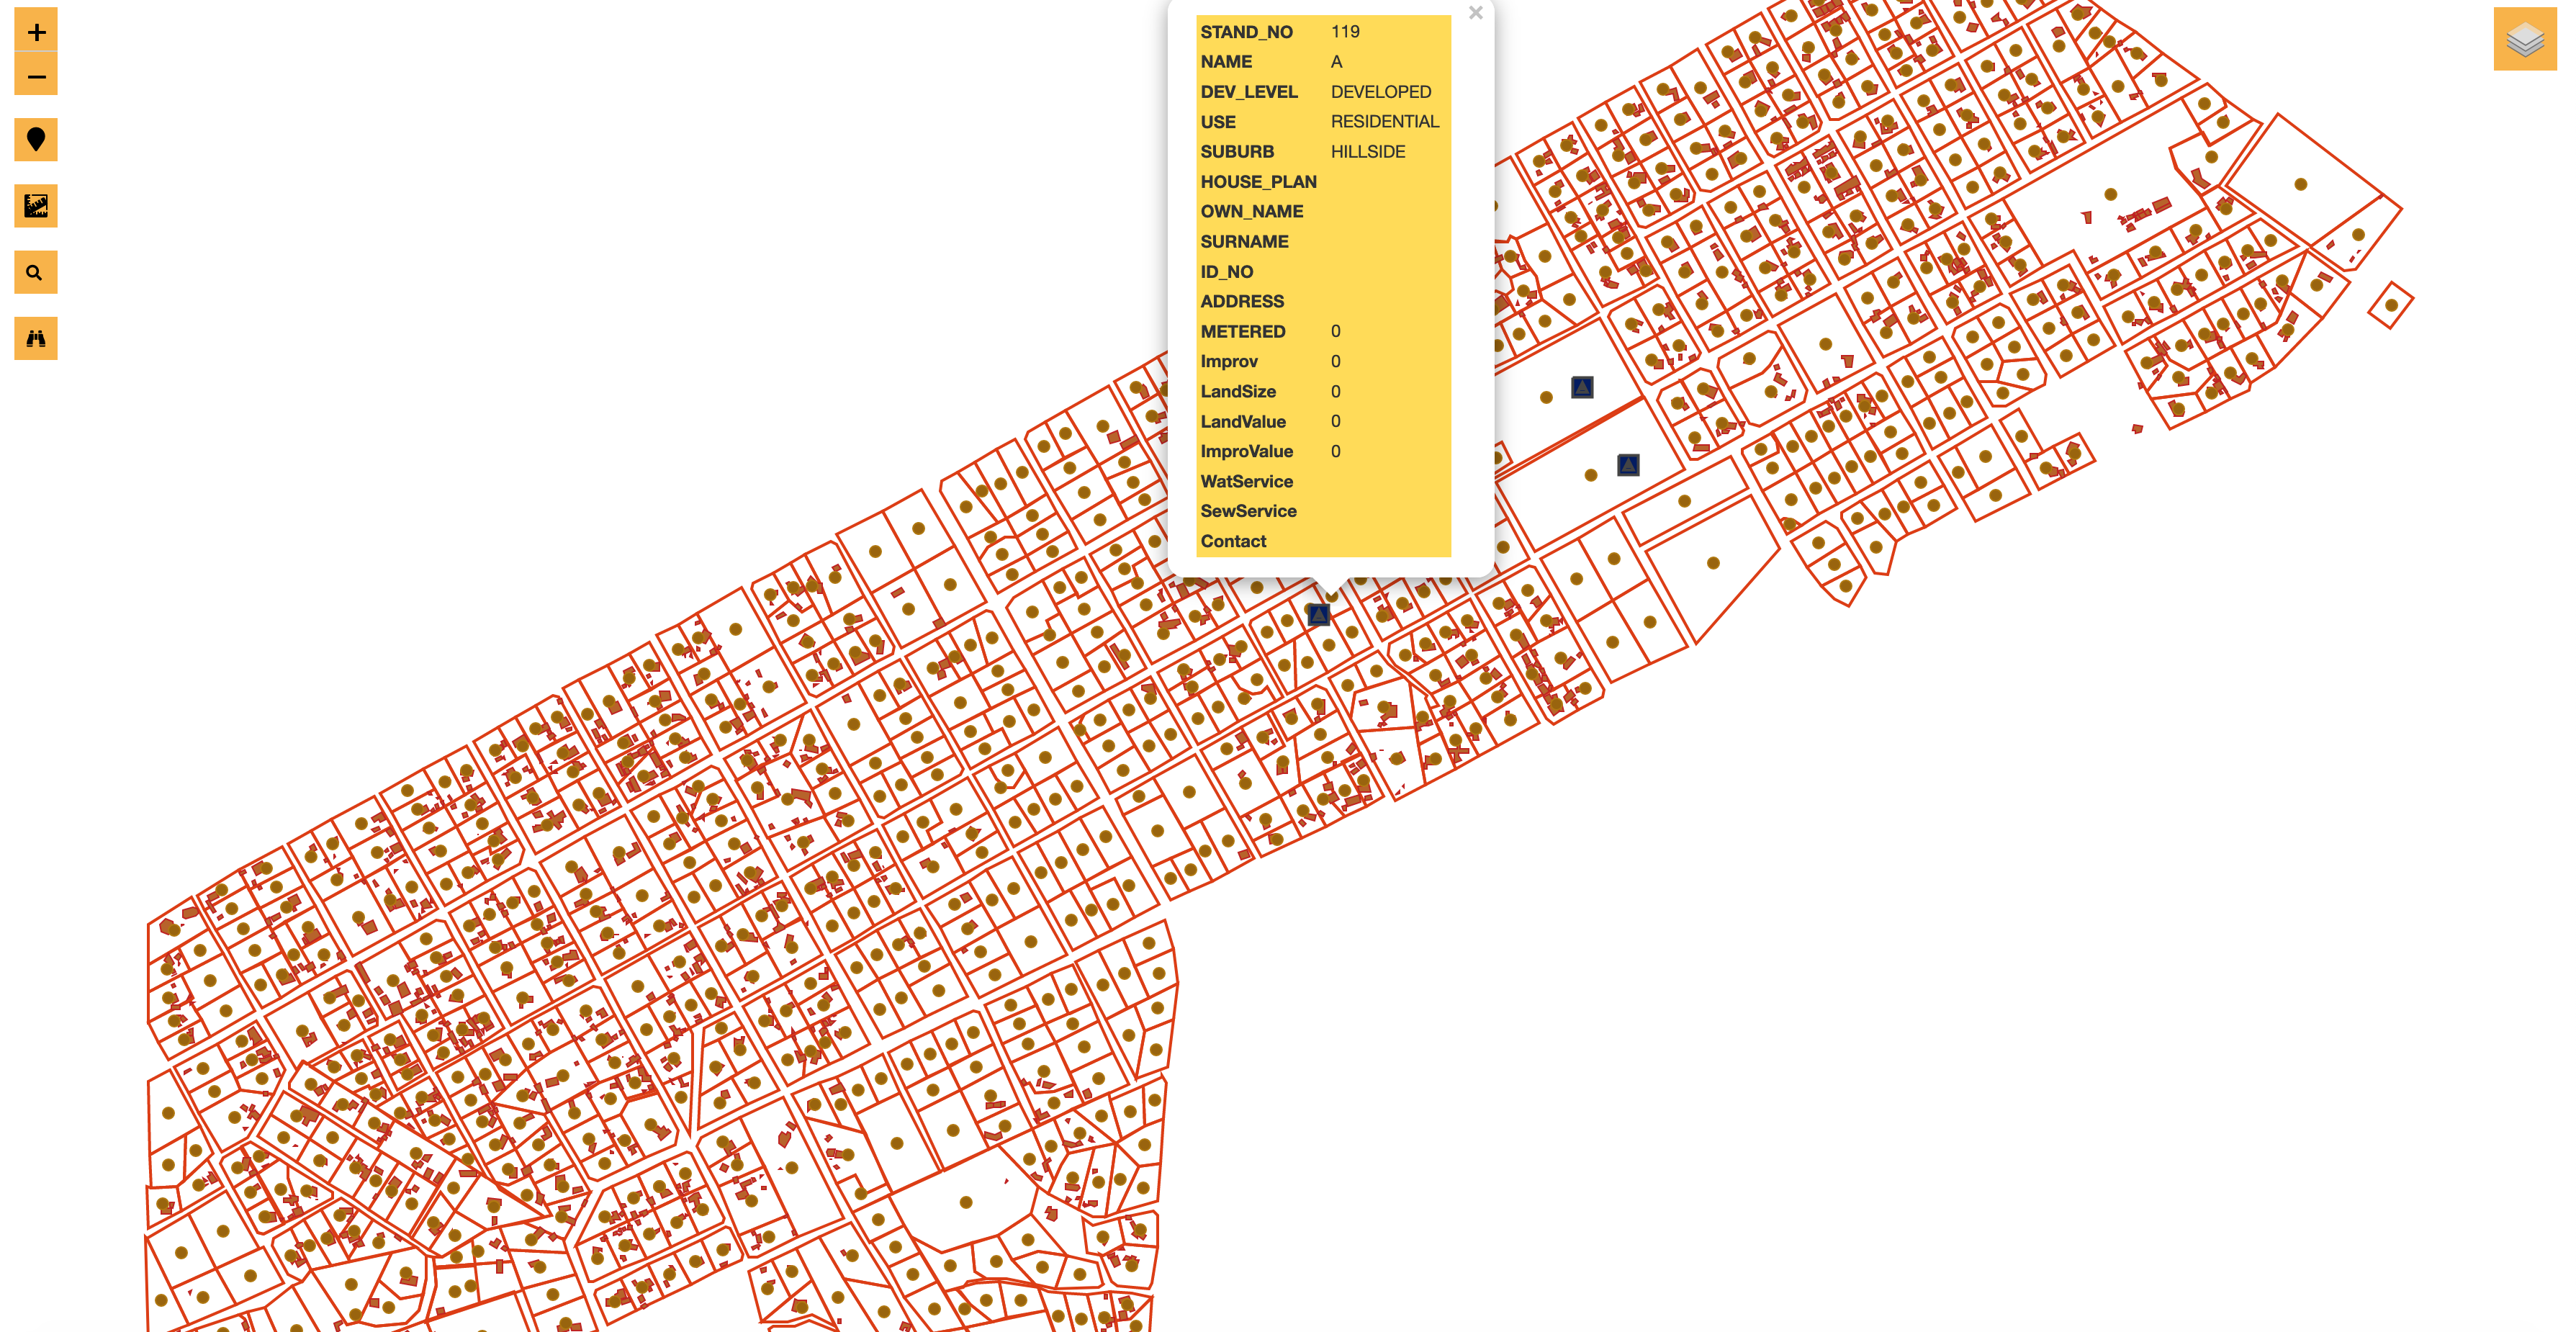 +
−
×
STAND_NO 119
NAME A
DEV_LEVEL DEVELOPED
USE RESIDENTIAL
SUBURB HILLSIDE
HOUSE_PLAN
OWN_NAME
SURNAME
ID_NO
ADDRESS
METERED 0
Improv 0
LandSize 0
LandValue 0
ImproValue 0
WatService
SewService
Contact